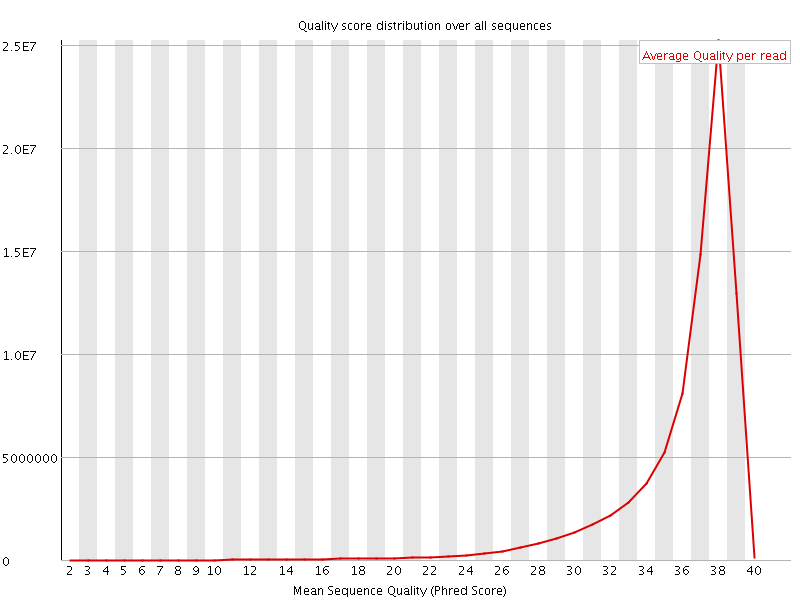 Quality score distribution over all sequences
2.5E7
Average Quality per read
2.0E7
1.5E7
1.0E7
5000000
0
2 3 4 5 6 7 8 9 10 12 14 16 18 20 22 24 26 28 30 32 34 36 38 40
Mean Sequence Quality (Phred Score)